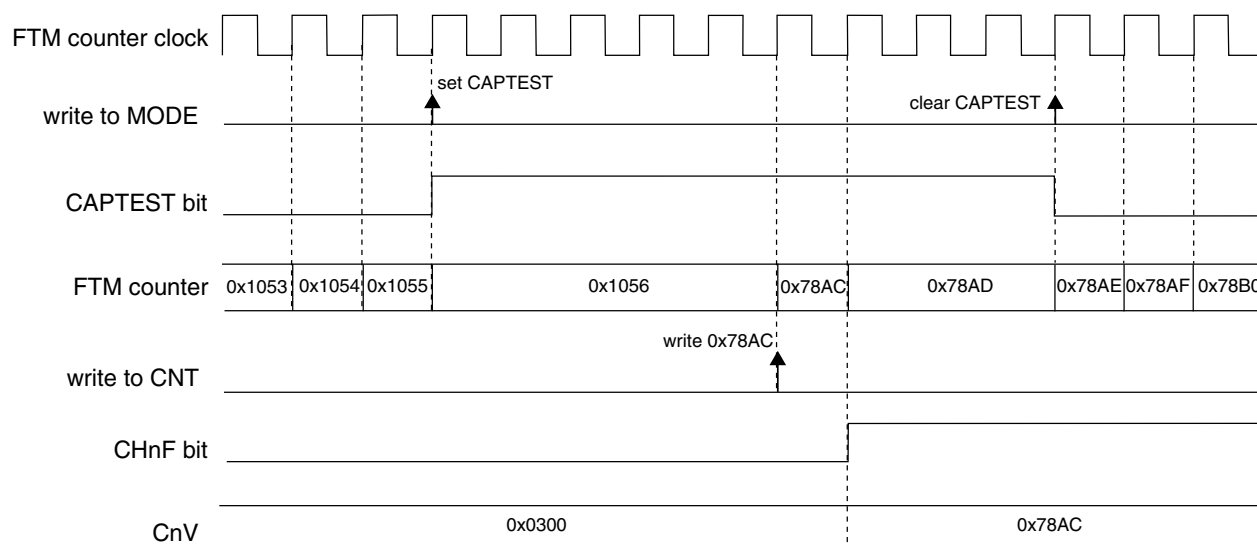 FTM counter clock
set CAPTEST
clear CAPTEST
write to MODE
CAPTEST bit
FTM counter 0x1053 0x1054 0x1055 0x1056 0x78AC 0x78AD 0x78AE 0x78AF 0x78B0
write 0x78AC
write to CNT
CHnF bit
CnV 0x0300 0x78AC